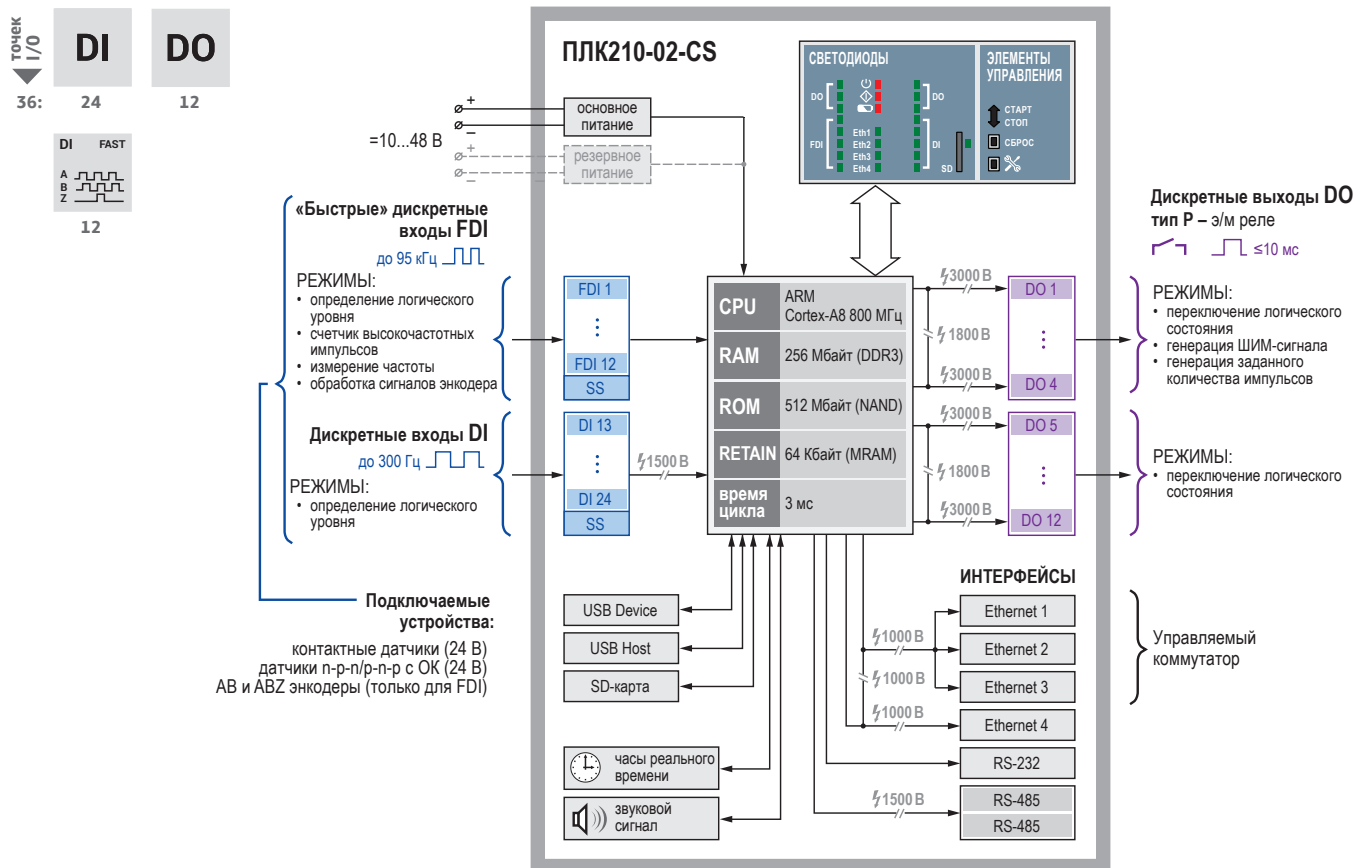 точек
I/O
DI
DO
36:
24
12
DI FAST
A
B
Z
12
ПЛК210-02-CS
+
–
=10...48 В
+
–
основное
питание
резервное
питание
СВЕТОДИОДЫ
DO
DO
FDI
Eth1
Eth2
Eth3
Eth4
DI
SD
ЭЛЕМЕНТЫ
УПРАВЛЕНИЯ
СТАРТ
СТОП
СБРОС
«Быстрые» дискретные
входы FDI
до 95 кГц
РЕЖИМЫ:
• определение логического
уровня
• счетчик высокочастотных
импульсов
• измерение частоты
• обработка сигналов энкодера
Дискретные входы DI
до 300 Гц
РЕЖИМЫ:
• определение логического
уровня
Подключаемые
устройства:
контактные датчики (24 В)
датчики n-p-n/p-n-p с ОК (24 В)
AB и ABZ энкодеры (только для FDI)
FDI 1
FDI 12
SS
DI 13
DI 24
SS
1500 В
CPU
ARM
Cortex-A8 800 МГц
RAM
256 Мбайт (DDR3)
ROM
512 Мбайт (NAND)
RETAIN
64 Кбайт (MRAM)
время
цикла
3 мс
3000 В
1800 В
3000 В
3000 В
1800 В
3000 В
DO 1
DO 4
DO 5
DO 12
Дискретные выходы DO
тип Р – э/м реле
≤10 мс
РЕЖИМЫ:
• переключение логического
состояния
• генерация ШИМ-сигнала
• генерация заданного
количества импульсов
РЕЖИМЫ:
• переключение логического
состояния
USB Device
USB Host
SD-карта
часы реального
времени
звуковой
сигнал
ИНТЕРФЕЙСЫ
1000 В
1000 В
1000 В
1500 В
Ethernet 1
Ethernet 2
Ethernet 3
Ethernet 4
RS-232
RS-485
RS-485
Управляемый
коммутатор